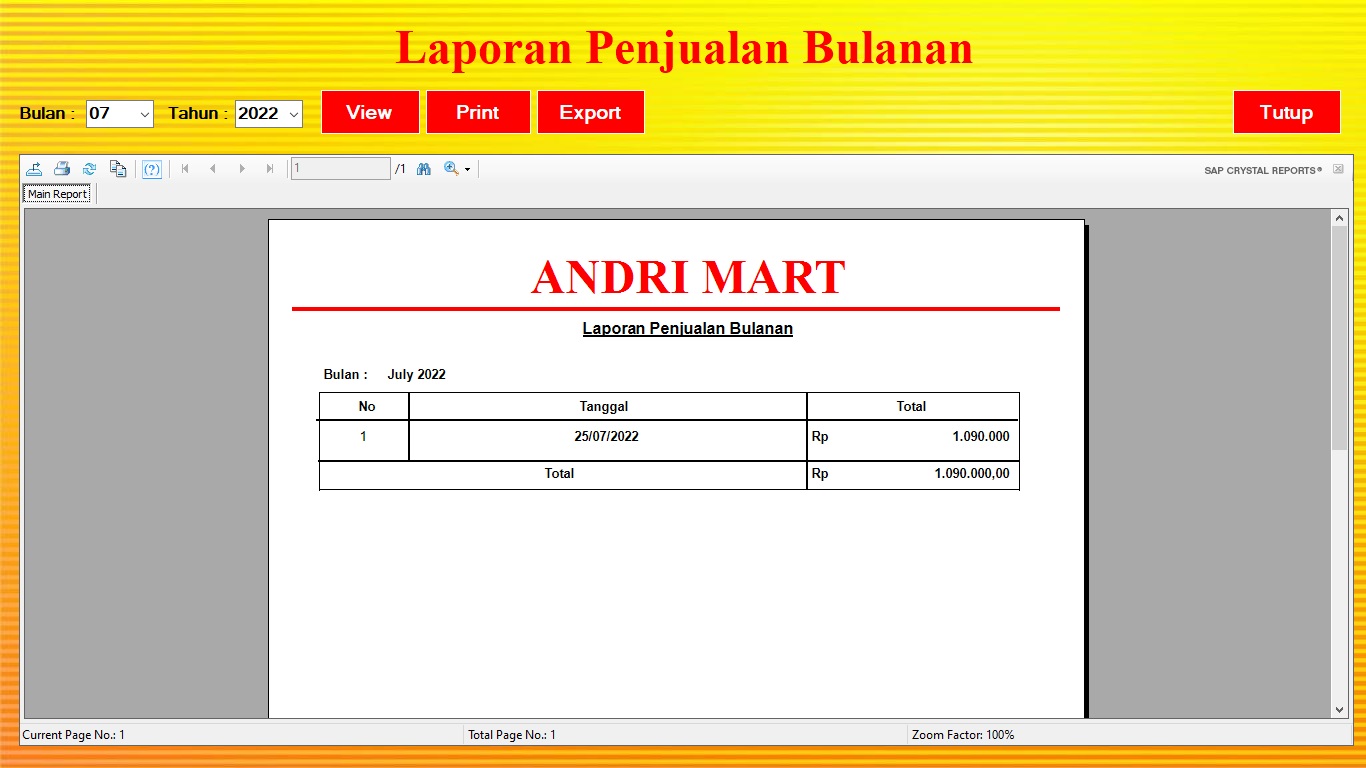 Laporan Penjualan Bulanan
Bulan : 07 Tahun : 2022 View Print Export Tutup
(?) 1 /1 SAP CRYSTAL REPORTS®
Main Report
ANDRI MART
Laporan Penjualan Bulanan
Bulan : July 2022
No Tanggal Total
1 25/07/2022 Rp 1.090.000
Total Rp 1.090.000,00
Current Page No.: 1 Total Page No.: 1 Zoom Factor: 100%